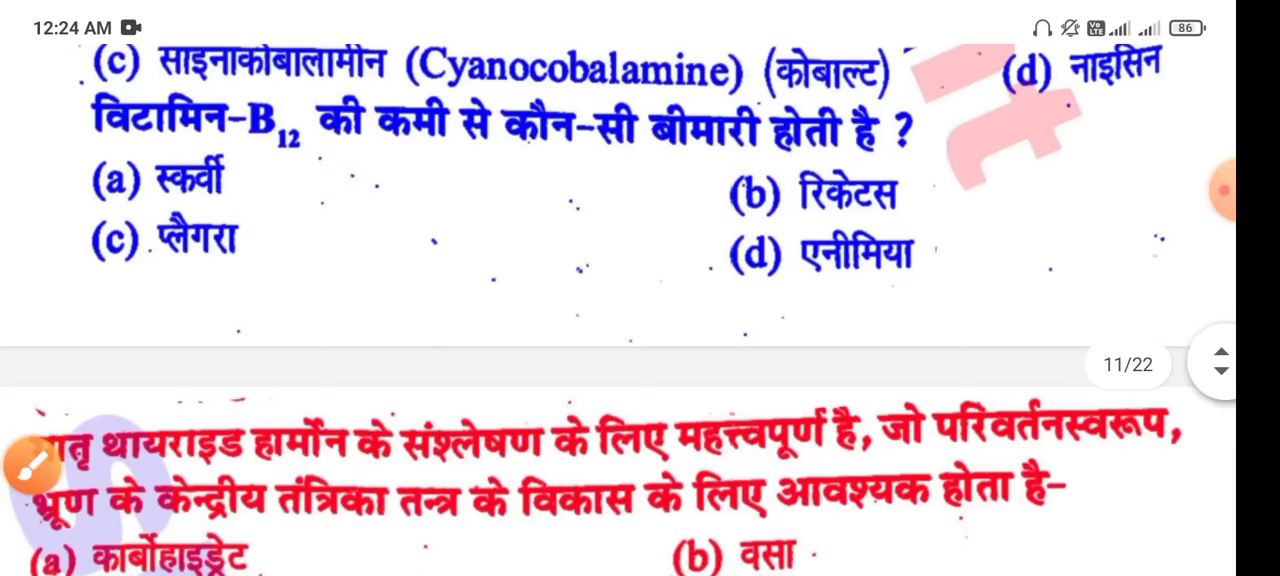 12:24 AM
86
(c) साइनाकोबालामीन (Cyanocobalamine) (कोबाल्ट) (d) नाइसिन
विटामिन-B12 की कमी से कौन-सी बीमारी होती है ?
(a) स्कर्वी (b) रिकेटस
(c) प्लैगरा (d) एनीमिया
11/22
थायराइड हार्मोन के संश्लेषण के लिए महत्त्वपूर्ण है, जो परिवर्तनस्वरूप,
भ्रूण के केन्द्रीय तंत्रिका तन्त्र के विकास के लिए आवश्यक होता है-
(a) कार्बोहाइड्रेट (b) वसा